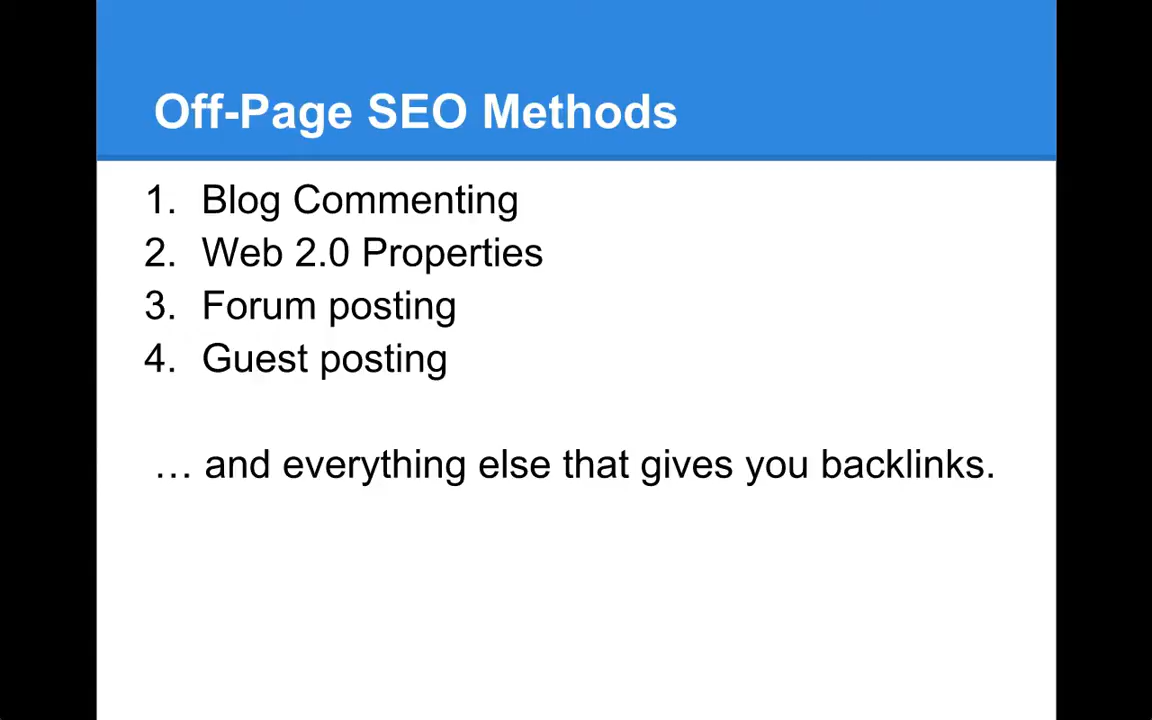 Off-Page SEO Methods
1. Blog Commenting
2. Web 2.0 Properties
3. Forum posting
4. Guest posting
… and everything else that gives you backlinks.